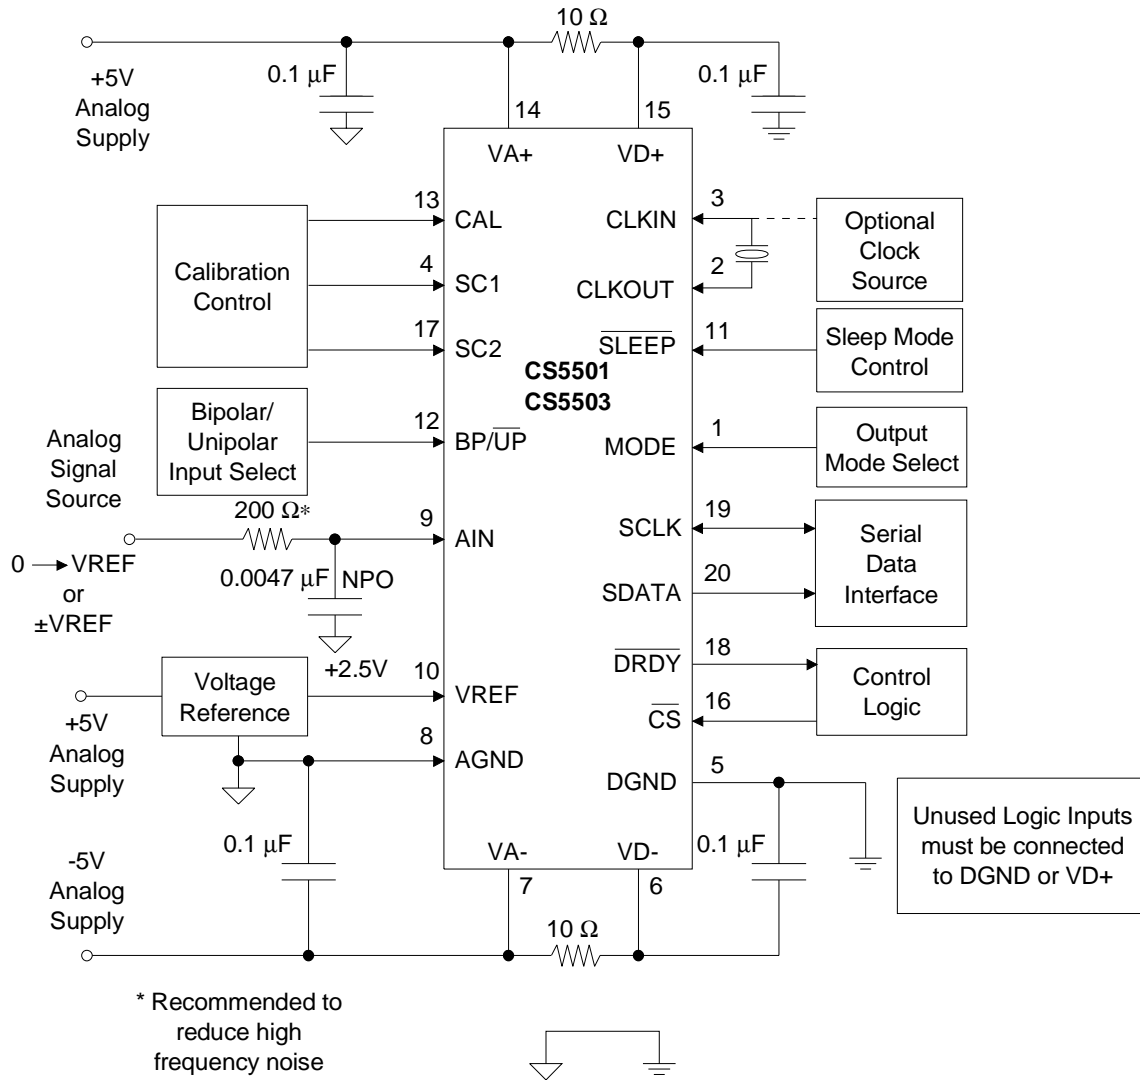 10 Ω
+5V
Analog
Supply
0.1 μF
0.1 μF
14
15
VA+
VD+
13
CAL
3
CLKIN
Optional
Clock
Source
Calibration
Control
4
SC1
2
CLKOUT
17
SC2
11
SLEEP
Sleep Mode
Control
CS5501
CS5503
Bipolar/
Unipolar
Input Select
12
BP/UP
1
MODE
Output
Mode Select
Analog
Signal
Source
200 Ω*
9
AIN
19
SCLK
Serial
Data
Interface
0 → VREF
or
±VREF
0.0047 μF NPO
20
SDATA
+2.5V
18
DRDY
Control
Logic
Voltage
Reference
10
VREF
16
CS
+5V
Analog
Supply
8
AGND
5
DGND
Unused Logic Inputs
must be connected
to DGND or VD+
-5V
Analog
Supply
0.1 μF
0.1 μF
VA-
VD-
7
6
10 Ω
* Recommended to
reduce high
frequency noise